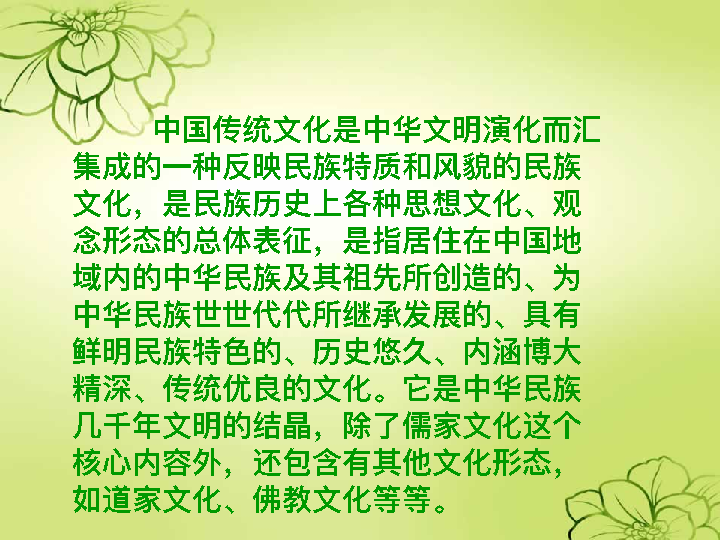 中国传统文化是中华文明演化而汇
集成的一种反映民族特质和风貌的民族
文化，是民族历史上各种思想文化、观
念形态的总体表征，是指居住在中国地
域内的中华民族及其祖先所创造的、为
中华民族世世代代所继承发展的、具有
鲜明民族特色的、历史悠久、内涵博大
精深、传统优良的文化。它是中华民族
几千年文明的结晶，除了儒家文化这个
核心内容外，还包含有其他文化形态，
如道家文化、佛教文化等等。